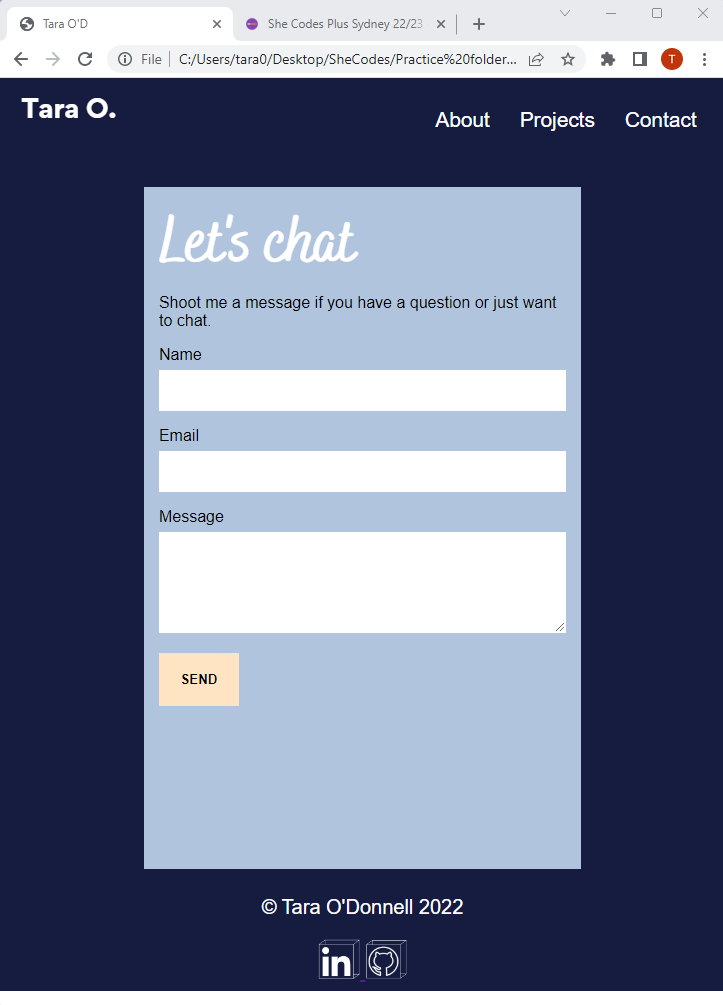 Tara O'D
She Codes Plus Sydney 22/23
File
C:/Users/tara0/Desktop/SheCodes/Practice%20folder...
T
Tara O.
About Projects Contact
Let's chat
Shoot me a message if you have a question or just want
to chat.
Name
Email
Message
SEND
© Tara O'Donnell 2022
in